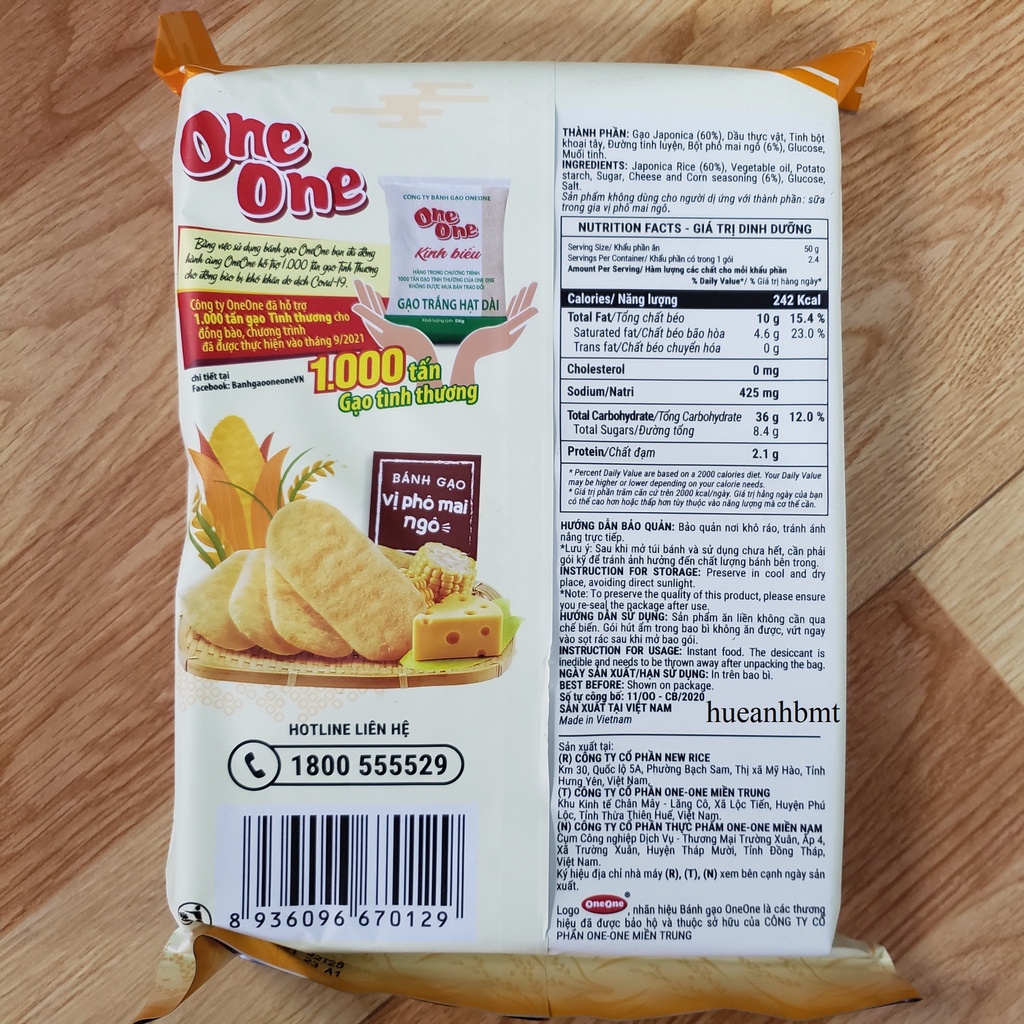 One
One
CÔNG TY BÁNH GẠO ONEONE
One
One
Kính biếu
HÀNG TRONG CHƯƠNG TRÌNH
1000 TẤN GẠO TÌNH THƯƠNG CỦA ONE ONE
KHÔNG ĐƯỢC MUA BÁN TRAO ĐỔI
GẠO TRẮNG HẠT DÀI
Khối lượng tịnh: 5Kg
Bằng việc sử dụng bánh gạo OneOne bạn đã đồng
hành cùng OneOne hỗ trợ 1.000 tấn gạo Tình Thương
cho đồng bào bị khó khăn do dịch Covid-19.
Công ty OneOne đã hỗ trợ
1.000 tấn gạo Tình thương cho
đồng bào, chương trình
đã được thực hiện vào tháng 9/2021
chi tiết tại
Facebook: BanhgaooneoneVN
1.000 tấn
Gạo tình thương
BÁNH GẠO
vị phô mai
ngô
HOTLINE LIÊN HỆ
1800 555529
8 936096 670129
THÀNH PHẦN: Gạo Japonica (60%), Dầu thực vật, Tinh bột
khoai tây, Đường tinh luyện, Bột phô mai ngô (6%), Glucose,
Muối tinh.
INGREDIENTS: Japonica Rice (60%), Vegetable oil, Potato
starch, Sugar, Cheese and Corn seasoning (6%), Glucose,
Salt.
Sản phẩm không dùng cho người dị ứng với thành phần: sữa
trong gia vị phô mai ngô.
NUTRITION FACTS - GIÁ TRỊ DINH DƯỠNG
Serving Size/ Khẩu phần ăn 50 g
Servings Per Container/ Khẩu phần có trong 1 gói 2.4
Amount Per Serving/ Hàm lượng các chất cho mỗi khẩu phần
% Daily Value*/ % Giá trị hàng ngày*
Calories/ Năng lượng 242 Kcal
Total Fat/Tổng chất béo 10 g 15.4 %
Saturated fat/Chất béo bão hòa 4.6 g 23.0 %
Trans fat/Chất béo chuyển hóa 0 g
Cholesterol 0 mg
Sodium/Natri 425 mg
Total Carbohydrate/Tổng Carbohydrate 36 g 12.0 %
Total Sugars/Đường tổng 8.4 g
Protein/Chất đạm 2.1 g
* Percent Daily Value are based on a 2000 calories diet. Your Daily Value
may be higher or lower depending on your calorie needs.
* Giá trị phần trăm căn cứ trên 2000 kcal/ngày. Giá trị hằng ngày của bạn
có thể cao hơn hoặc thấp hơn tùy thuộc vào năng lượng mà cơ thể cần.
HƯỚNG DẪN BẢO QUẢN: Bảo quản nơi khô ráo, tránh ánh
nắng trực tiếp.
*Lưu ý: Sau khi mở túi bánh và sử dụng chưa hết, cần phải
gói kỹ để tránh ảnh hưởng đến chất lượng bánh bên trong.
INSTRUCTION FOR STORAGE: Preserve in cool and dry
place, avoiding direct sunlight.
*Note: To preserve the quality of this product, please ensure
you re-seal the package after use.
HƯỚNG DẪN SỬ DỤNG: Sản phẩm ăn liền không cần qua
chế biến. Gói hút ẩm trong bao bì không ăn được, vứt ngay
vào sọt rác sau khi mở bao gói.
INSTRUCTION FOR USAGE: Instant food. The desiccant is
inedible and needs to be thrown away after unpacking the bag.
NGÀY SẢN XUẤT/HẠN SỬ DỤNG: In trên bao bì.
BEST BEFORE: Shown on package.
Số tự công bố: 11/OO - CB/2020
SẢN XUẤT TẠI VIỆT NAM
Made in Vietnam
hueanhbmt
Sản xuất tại:
(R) CÔNG TY CỔ PHẦN NEW RICE
Km 30, Quốc lộ 5A, Phường Bạch Sam, Thị xã Mỹ Hào, Tỉnh
Hưng Yên, Việt Nam.
(T) CÔNG TY CỔ PHẦN ONE-ONE MIỀN TRUNG
Khu Kinh tế Chân Mây - Lăng Cô, Xã Lộc Tiến, Huyện Phú
Lộc, Tỉnh Thừa Thiên Huế, Việt Nam.
(N) CÔNG TY CỔ PHẦN THỰC PHẨM ONE-ONE MIỀN NAM
Cụm Công nghiệp Dịch Vụ - Thương Mại Trường Xuân, Ấp 4,
Xã Trường Xuân, Huyện Tháp Mười, Tỉnh Đồng Tháp,
Việt Nam.
Ký hiệu địa chỉ nhà máy (R), (T), (N) xem bên cạnh ngày sản
xuất.
Logo OneOne®, nhãn hiệu Bánh gạo OneOne là các thương
hiệu đã được bảo hộ và thuộc sở hữu của CÔNG TY CỔ
PHẦN ONE-ONE MIỀN TRUNG